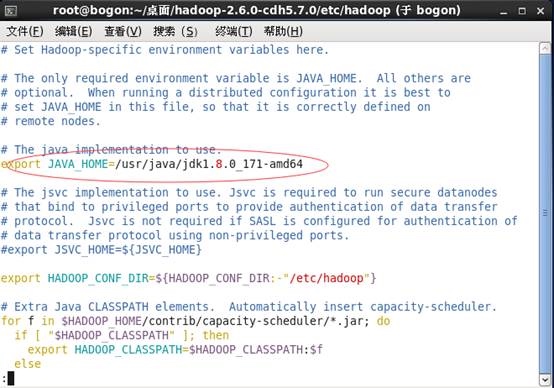 root@bogon:~/桌面/hadoop-2.6.0-cdh5.7.0/etc/hadoop (于 bogon)
文件(F) 编辑(E) 查看(V) 搜索 (S) 终端(T) 帮助(H)
# Set Hadoop-specific environment variables here.
# The only required environment variable is JAVA_HOME.  All others are
# optional.  When running a distributed configuration it is best to
# set JAVA_HOME in this file, so that it is correctly defined on
# remote nodes.
# The java implementation to use.
export JAVA_HOME=/usr/java/jdk1.8.0_171-amd64
# The jsvc implementation to use. Jsvc is required to run secure datanodes
# that bind to privileged ports to provide authentication of data transfer
# protocol.  Jsvc is not required if SASL is configured for authentication of
# data transfer protocol using non-privileged ports.
#export JSVC_HOME=${JSVC_HOME}
export HADOOP_CONF_DIR=${HADOOP_CONF_DIR:-"/etc/hadoop"}
# Extra Java CLASSPATH elements.  Automatically insert capacity-scheduler.
for f in $HADOOP_HOME/contrib/capacity-scheduler/*.jar; do
  if [ "$HADOOP_CLASSPATH" ]; then
    export HADOOP_CLASSPATH=$HADOOP_CLASSPATH:$f
  else
: